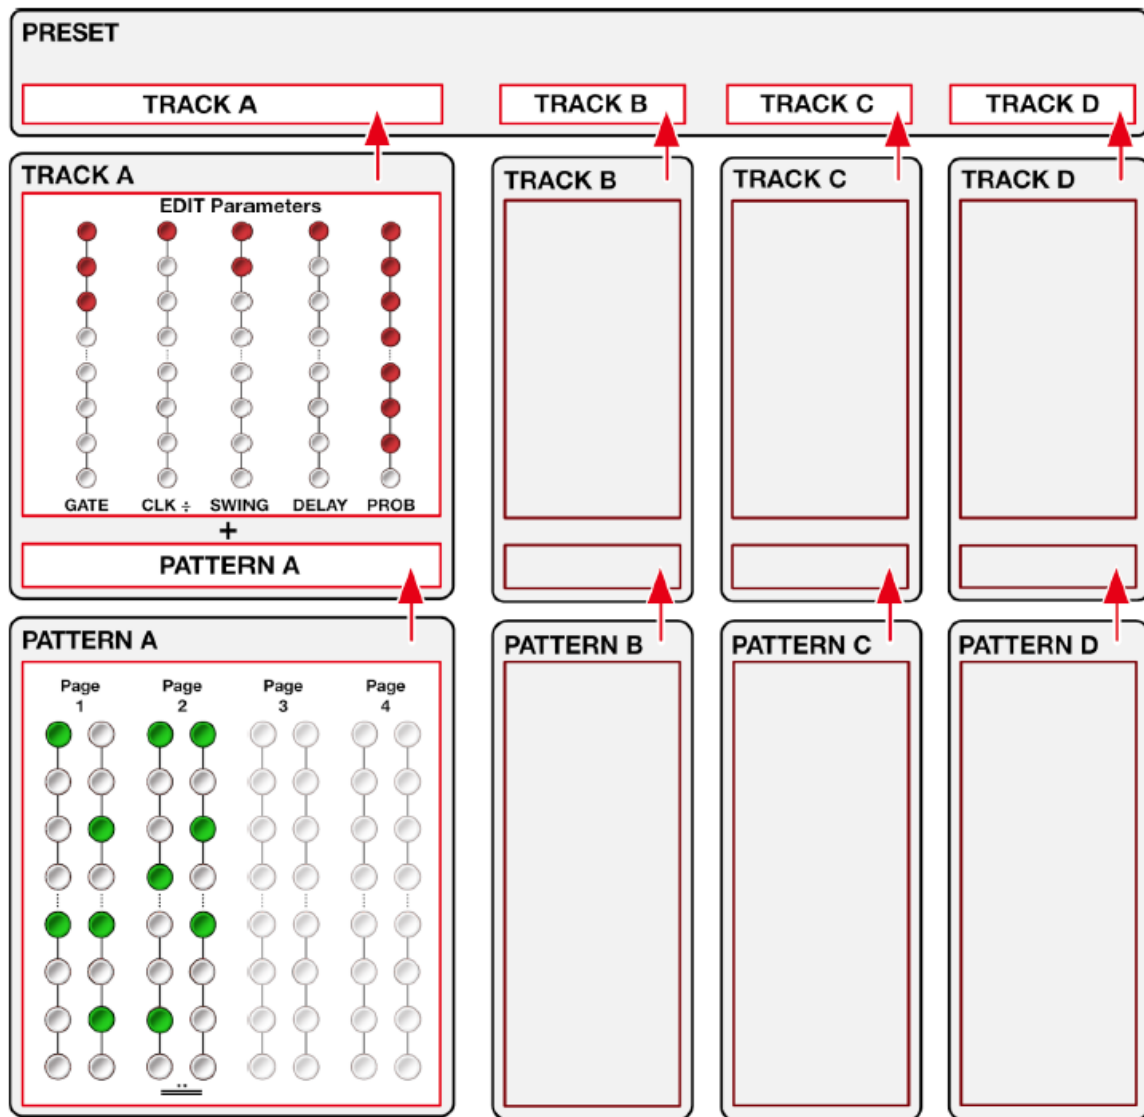 PRESET
TRACK A TRACK B TRACK C TRACK D
TRACK A TRACK B TRACK C TRACK D
EDIT Parameters
GATE CLK ÷ SWING DELAY PROB
+
PATTERN A
PATTERN A PATTERN B PATTERN C PATTERN D
Page Page Page Page
1 2 3 4